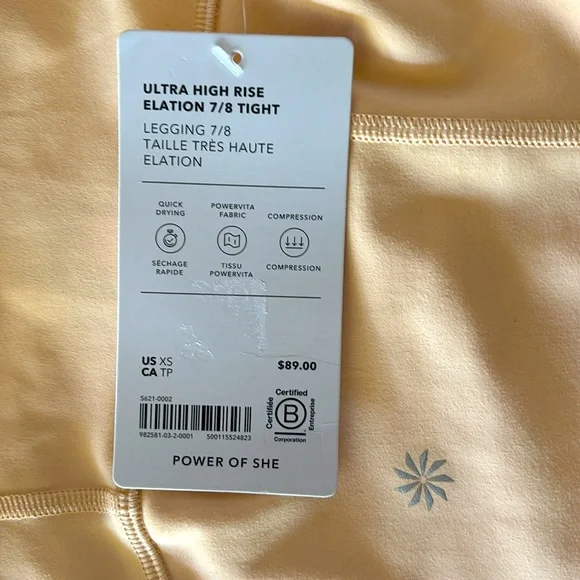 ULTRA HIGH RISE
ELATION 7/8 TIGHT
LEGGING 7/8
TAILLE TRÈS HAUTE
ELATION
QUICK
DRYING
POWERVITA
FABRIC
COMPRESSION
SÉCHAGE
RAPIDE
TISSU
POWERVITA
COMPRESSION
US XS
CA TP
$89.00
S621-0002
982581-03-2-0001 500115524823
Certified
Certifiée
B
Entreprise
Corporation
POWER OF SHE